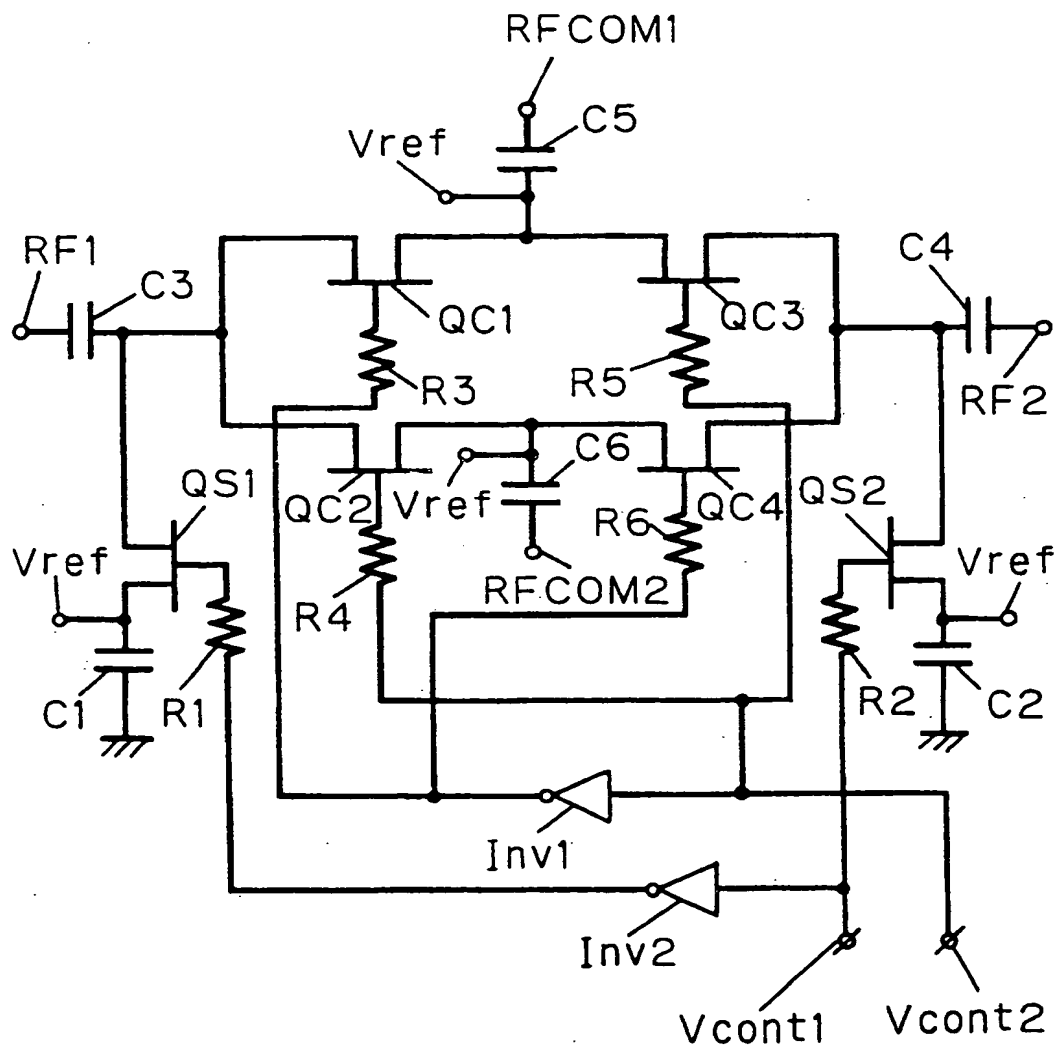 RFCOM1
C5
Vref
RF1
C3
C4
QC1
QC3
R3
R5
RF2
QS1
QC2
Vref
C6
R6
QC4
QS2
Vref
Vref
R4
RFCOM2
C1
R1
R2
C2
Inv1
Inv2
Vcont1
Vcont2